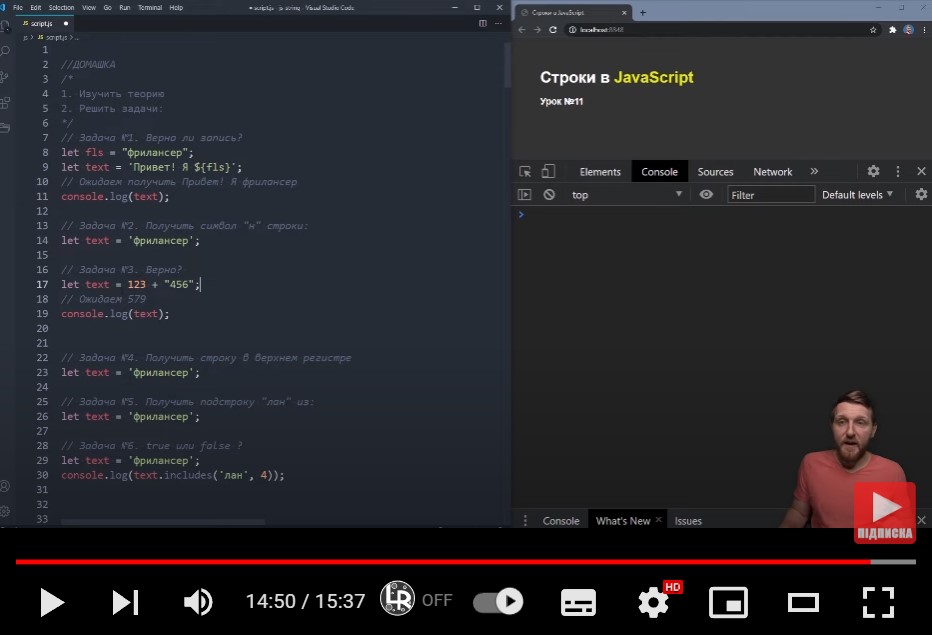 File Edit Selection View Go Run Terminal Help
● script.js - js string - Visual Studio Code
JS script.js ●
js > JS script.js > ...
1
2 //ДОМАШКА
3 /*
4 1. Изучить теорию
5 2. Решить задачи:
6 */
7 // Задача №1. Верна ли запись?
8 let fls = "фрилансер";
9 let text = 'Привет! Я ${fls}';
10 // Ожидаем получить Привет! Я фрилансер
11 console.log(text);
12
13 // Задача №2. Получить символ "н" строки:
14 let text = 'фрилансер';
15
16 // Задача №3. Верно?
17 let text = 123 + "456";
18 // Ожидаем 579
19 console.log(text);
20
21
22 // Задача №4. Получить строку в верхнем регистре
23 let text = 'фрилансер';
24
25 // Задача №5. Получить подстроку "лан" из:
26 let text = 'фрилансер';
27
28 // Задача №6. true или false ?
29 let text = 'фрилансер';
30 console.log(text.includes('лан', 4));
31
32
33
Строки в JavaScript
localhost:8848
Строки в JavaScript
Урок №11
Elements Console Sources Network »
top Filter Default levels
Console What's New Issues
ПІДПИСКА
14:50 / 15:37 OFF HD